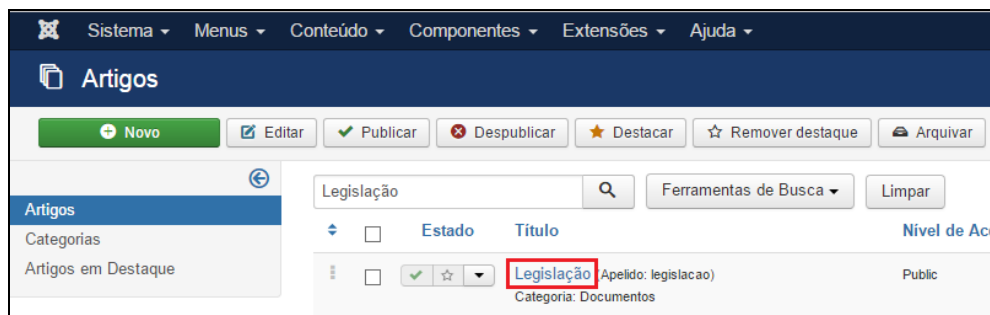 Sistema Menus Conteúdo Componentes Extensões Ajuda
Artigos
Novo Editar Publicar Despublicar Destacar Remover destaque Arquivar
Legislação Ferramentas de Busca Limpar
Artigos
Categorias
Artigos em Destaque
Estado Título Nível de Ac
Legislação (Apelido: legislacao) Public
Categoria: Documentos